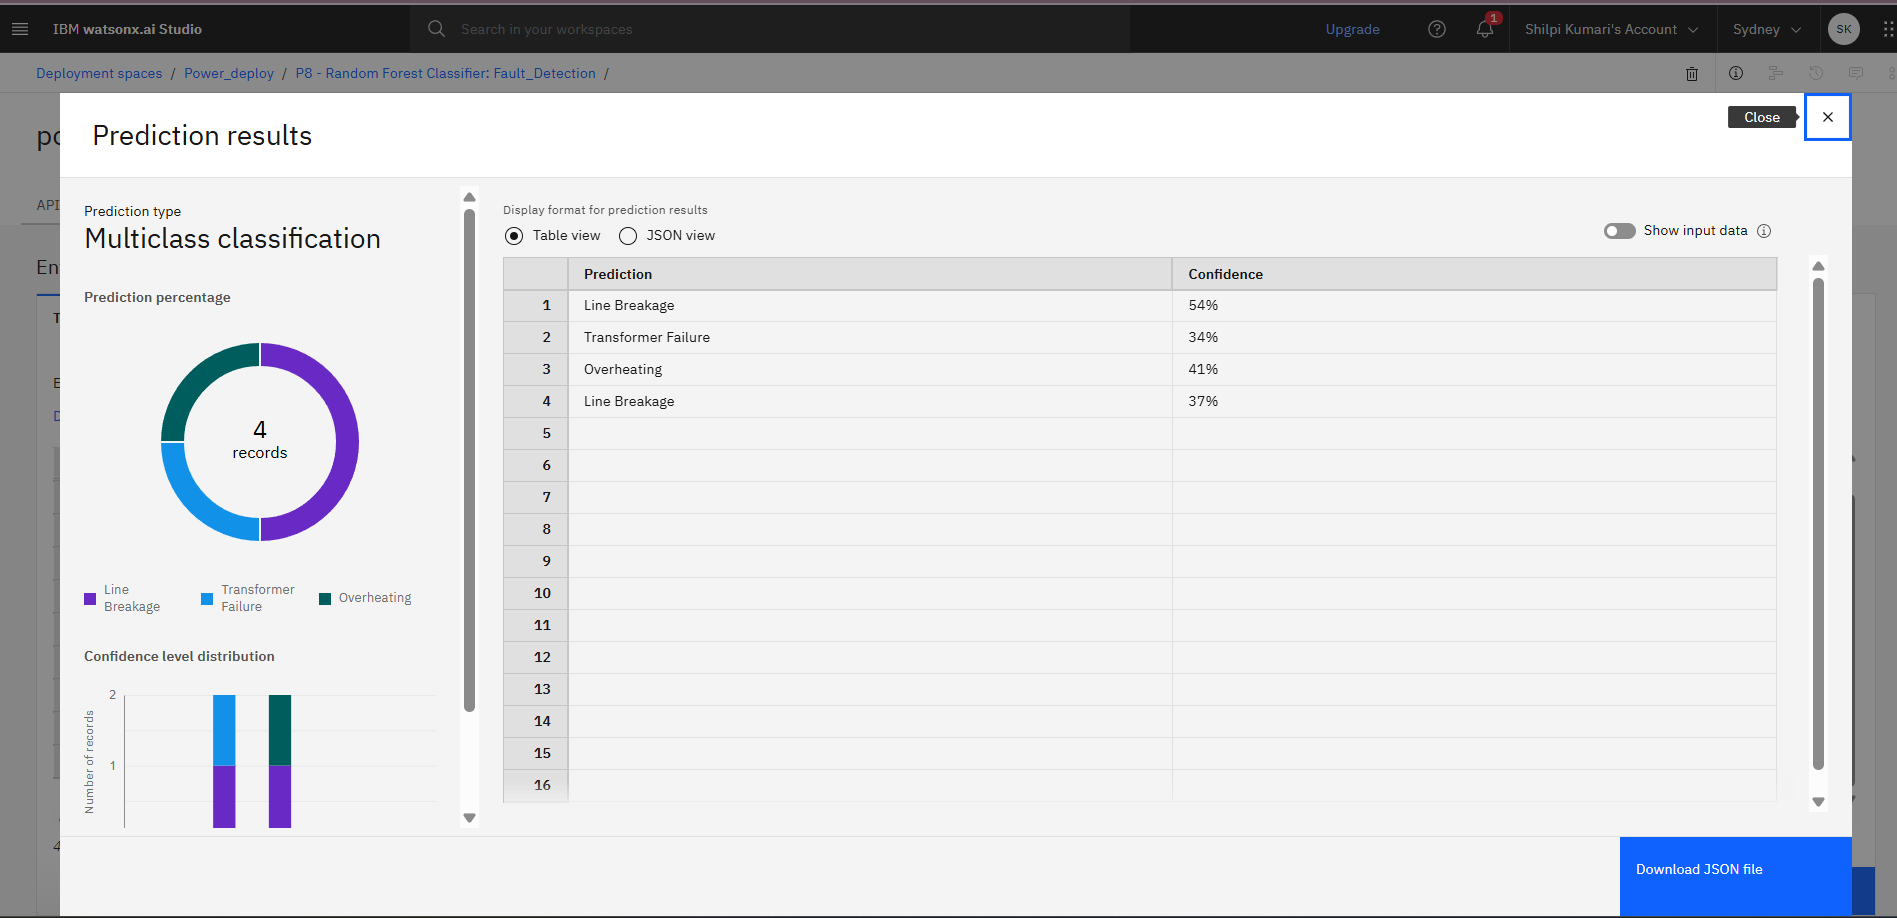 IBM watsonx.ai Studio
Search in your workspaces
Upgrade
1
Shilpi Kumari's Account
Sydney
SK
Deployment spaces / Power_deploy / P8 - Random Forest Classifier: Fault_Detection /
Close
Prediction results
Prediction type
Multiclass classification
Prediction percentage
4
records
Line Breakage
Transformer Failure
Overheating
Confidence level distribution
Number of records
2
1
Display format for prediction results
Table view
JSON view
Show input data
Prediction Confidence
1 Line Breakage 54%
2 Transformer Failure 34%
3 Overheating 41%
4 Line Breakage 37%
5
6
7
8
9
10
11
12
13
14
15
16
Download JSON file
API